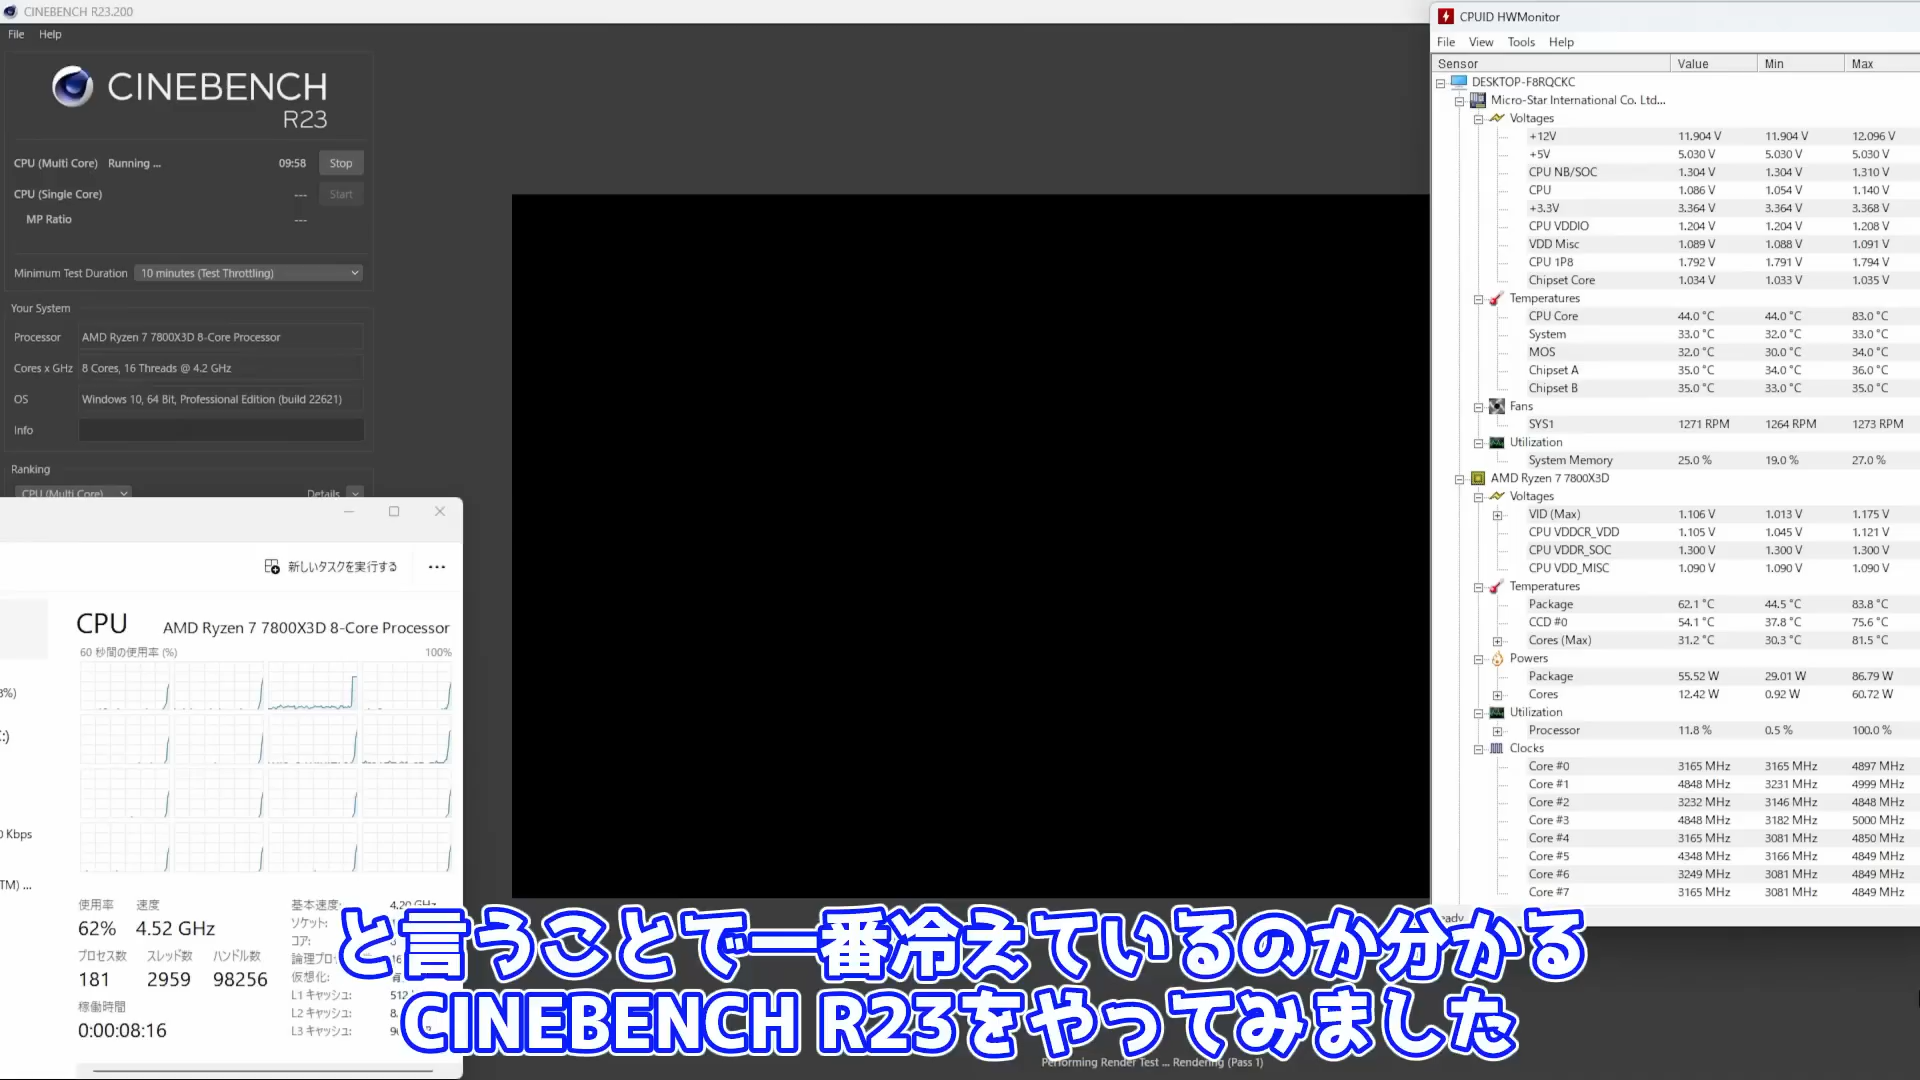 CINEBENCH R23.200
File Help
CINEBENCH
R23
CPU (Multi Core) Running ... 09:58 Stop
CPU (Single Core) --- Start
MP Ratio ---
Minimum Test Duration 10 minutes (Test Throttling)
Your System
Processor AMD Ryzen 7 7800X3D 8-Core Processor
Cores x GHz 8 Cores, 16 Threads @ 4.2 GHz
OS Windows 10, 64 Bit, Professional Edition (build 22621)
Info
Ranking
CPU (Multi Core) Details
新しいタスクを実行する ...
CPU AMD Ryzen 7 7800X3D 8-Core Processor
60 秒間の使用率 (%) 100%
使用率 速度 基本速度: 4.20 GHz
62% 4.52 GHz ソケット:
コア:
プロセス数 スレッド数 ハンドル数
181 2959 98256
仮想化:
稼働時間
L1 キャッシュ: 512
0:00:08:16
L2 キャッシュ: 8.
L3 キャッシュ:
CPUID HWMonitor
File View Tools Help
Sensor Value Min Max
DESKTOP-F8RQCKC
Micro-Star International Co. Ltd...
Voltages
+12V 11.904 V 11.904 V 12.096 V
+5V 5.030 V 5.030 V 5.030 V
CPU NB/SOC 1.304 V 1.304 V 1.310 V
CPU 1.086 V 1.054 V 1.140 V
+3.3V 3.364 V 3.364 V 3.368 V
CPU VDDIO 1.204 V 1.204 V 1.208 V
VDD Misc 1.089 V 1.088 V 1.091 V
CPU 1P8 1.792 V 1.791 V 1.794 V
Chipset Core 1.034 V 1.033 V 1.035 V
Temperatures
CPU Core 44.0 °C 44.0 °C 83.0 °C
System 33.0 °C 32.0 °C 33.0 °C
MOS 32.0 °C 30.0 °C 34.0 °C
Chipset A 35.0 °C 34.0 °C 36.0 °C
Chipset B 35.0 °C 33.0 °C 35.0 °C
Fans
SYS1 1271 RPM 1264 RPM 1273 RPM
Utilization
System Memory 25.0 % 19.0 % 27.0 %
AMD Ryzen 7 7800X3D
Voltages
VID (Max) 1.106 V 1.013 V 1.175 V
CPU VDDCR_VDD 1.105 V 1.045 V 1.121 V
CPU VDDR_SOC 1.300 V 1.300 V 1.300 V
CPU VDD_MISC 1.090 V 1.090 V 1.090 V
Temperatures
Package 62.1 °C 44.5 °C 83.8 °C
CCD #0 54.1 °C 37.8 °C 75.6 °C
Cores (Max) 31.2 °C 30.3 °C 81.5 °C
Powers
Package 55.52 W 29.01 W 86.79 W
Cores 12.42 W 0.92 W 60.72 W
Utilization
Processor 11.8 % 0.5 % 100.0 %
Clocks
Core #0 3165 MHz 3165 MHz 4897 MHz
Core #1 4848 MHz 3231 MHz 4999 MHz
Core #2 3232 MHz 3146 MHz 4848 MHz
Core #3 4848 MHz 3182 MHz 5000 MHz
Core #4 3165 MHz 3081 MHz 4850 MHz
Core #5 4348 MHz 3166 MHz 4849 MHz
Core #6 3249 MHz 3081 MHz 4849 MHz
Core #7 3165 MHz 3081 MHz 4849 MHz
と言うことで一番冷えているのか分かる
CINEBENCH R23をやってみました
Performing Render Test ... Rendering (Pass 1)